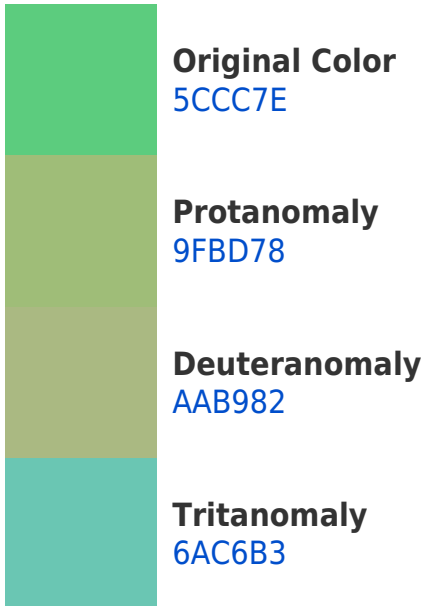 Original Color
5CCC7E
Protanomaly
9FBD78
Deuteranomaly
AAB982
Tritanomaly
6AC6B3